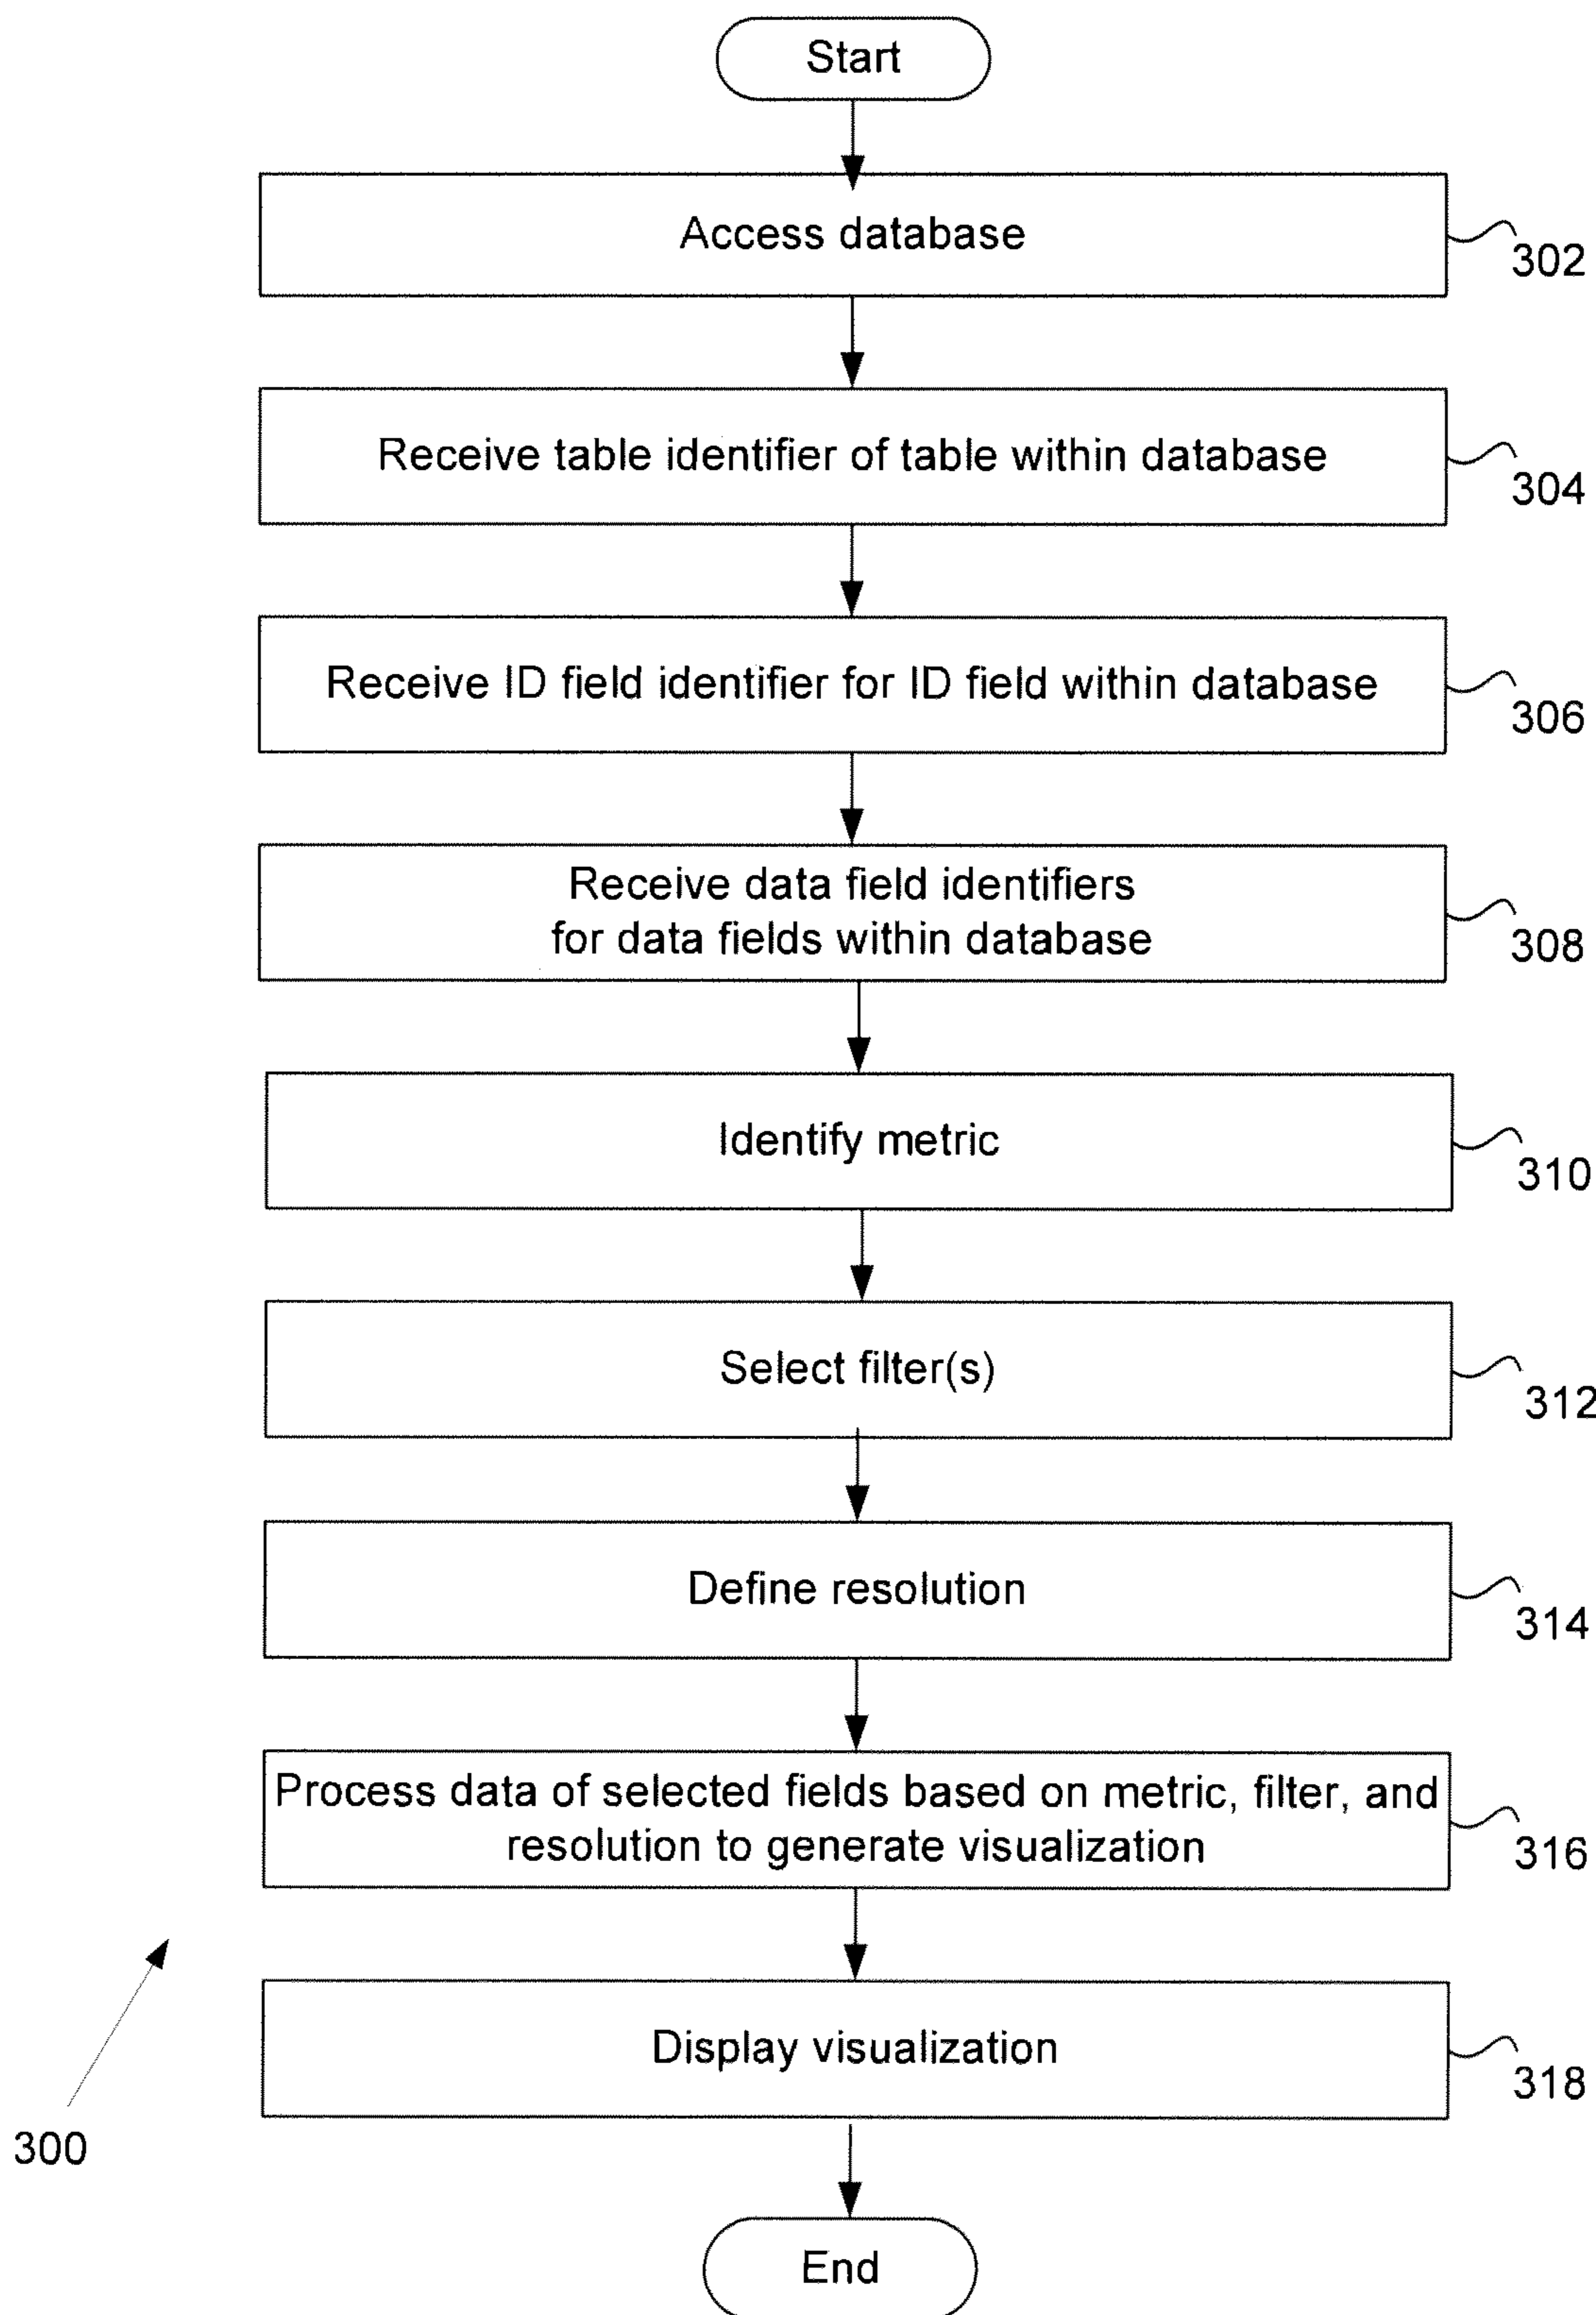 Start
Access database
302
Receive table identifier of table within database
304
Receive ID field identifier for ID field within database
306
Receive data field identifiers
for data fields within database
308
Identify metric
310
Select filter(s)
312
Define resolution
314
Process data of selected fields based on metric, filter, and
resolution to generate visualization
316
Display visualization
318
300
End